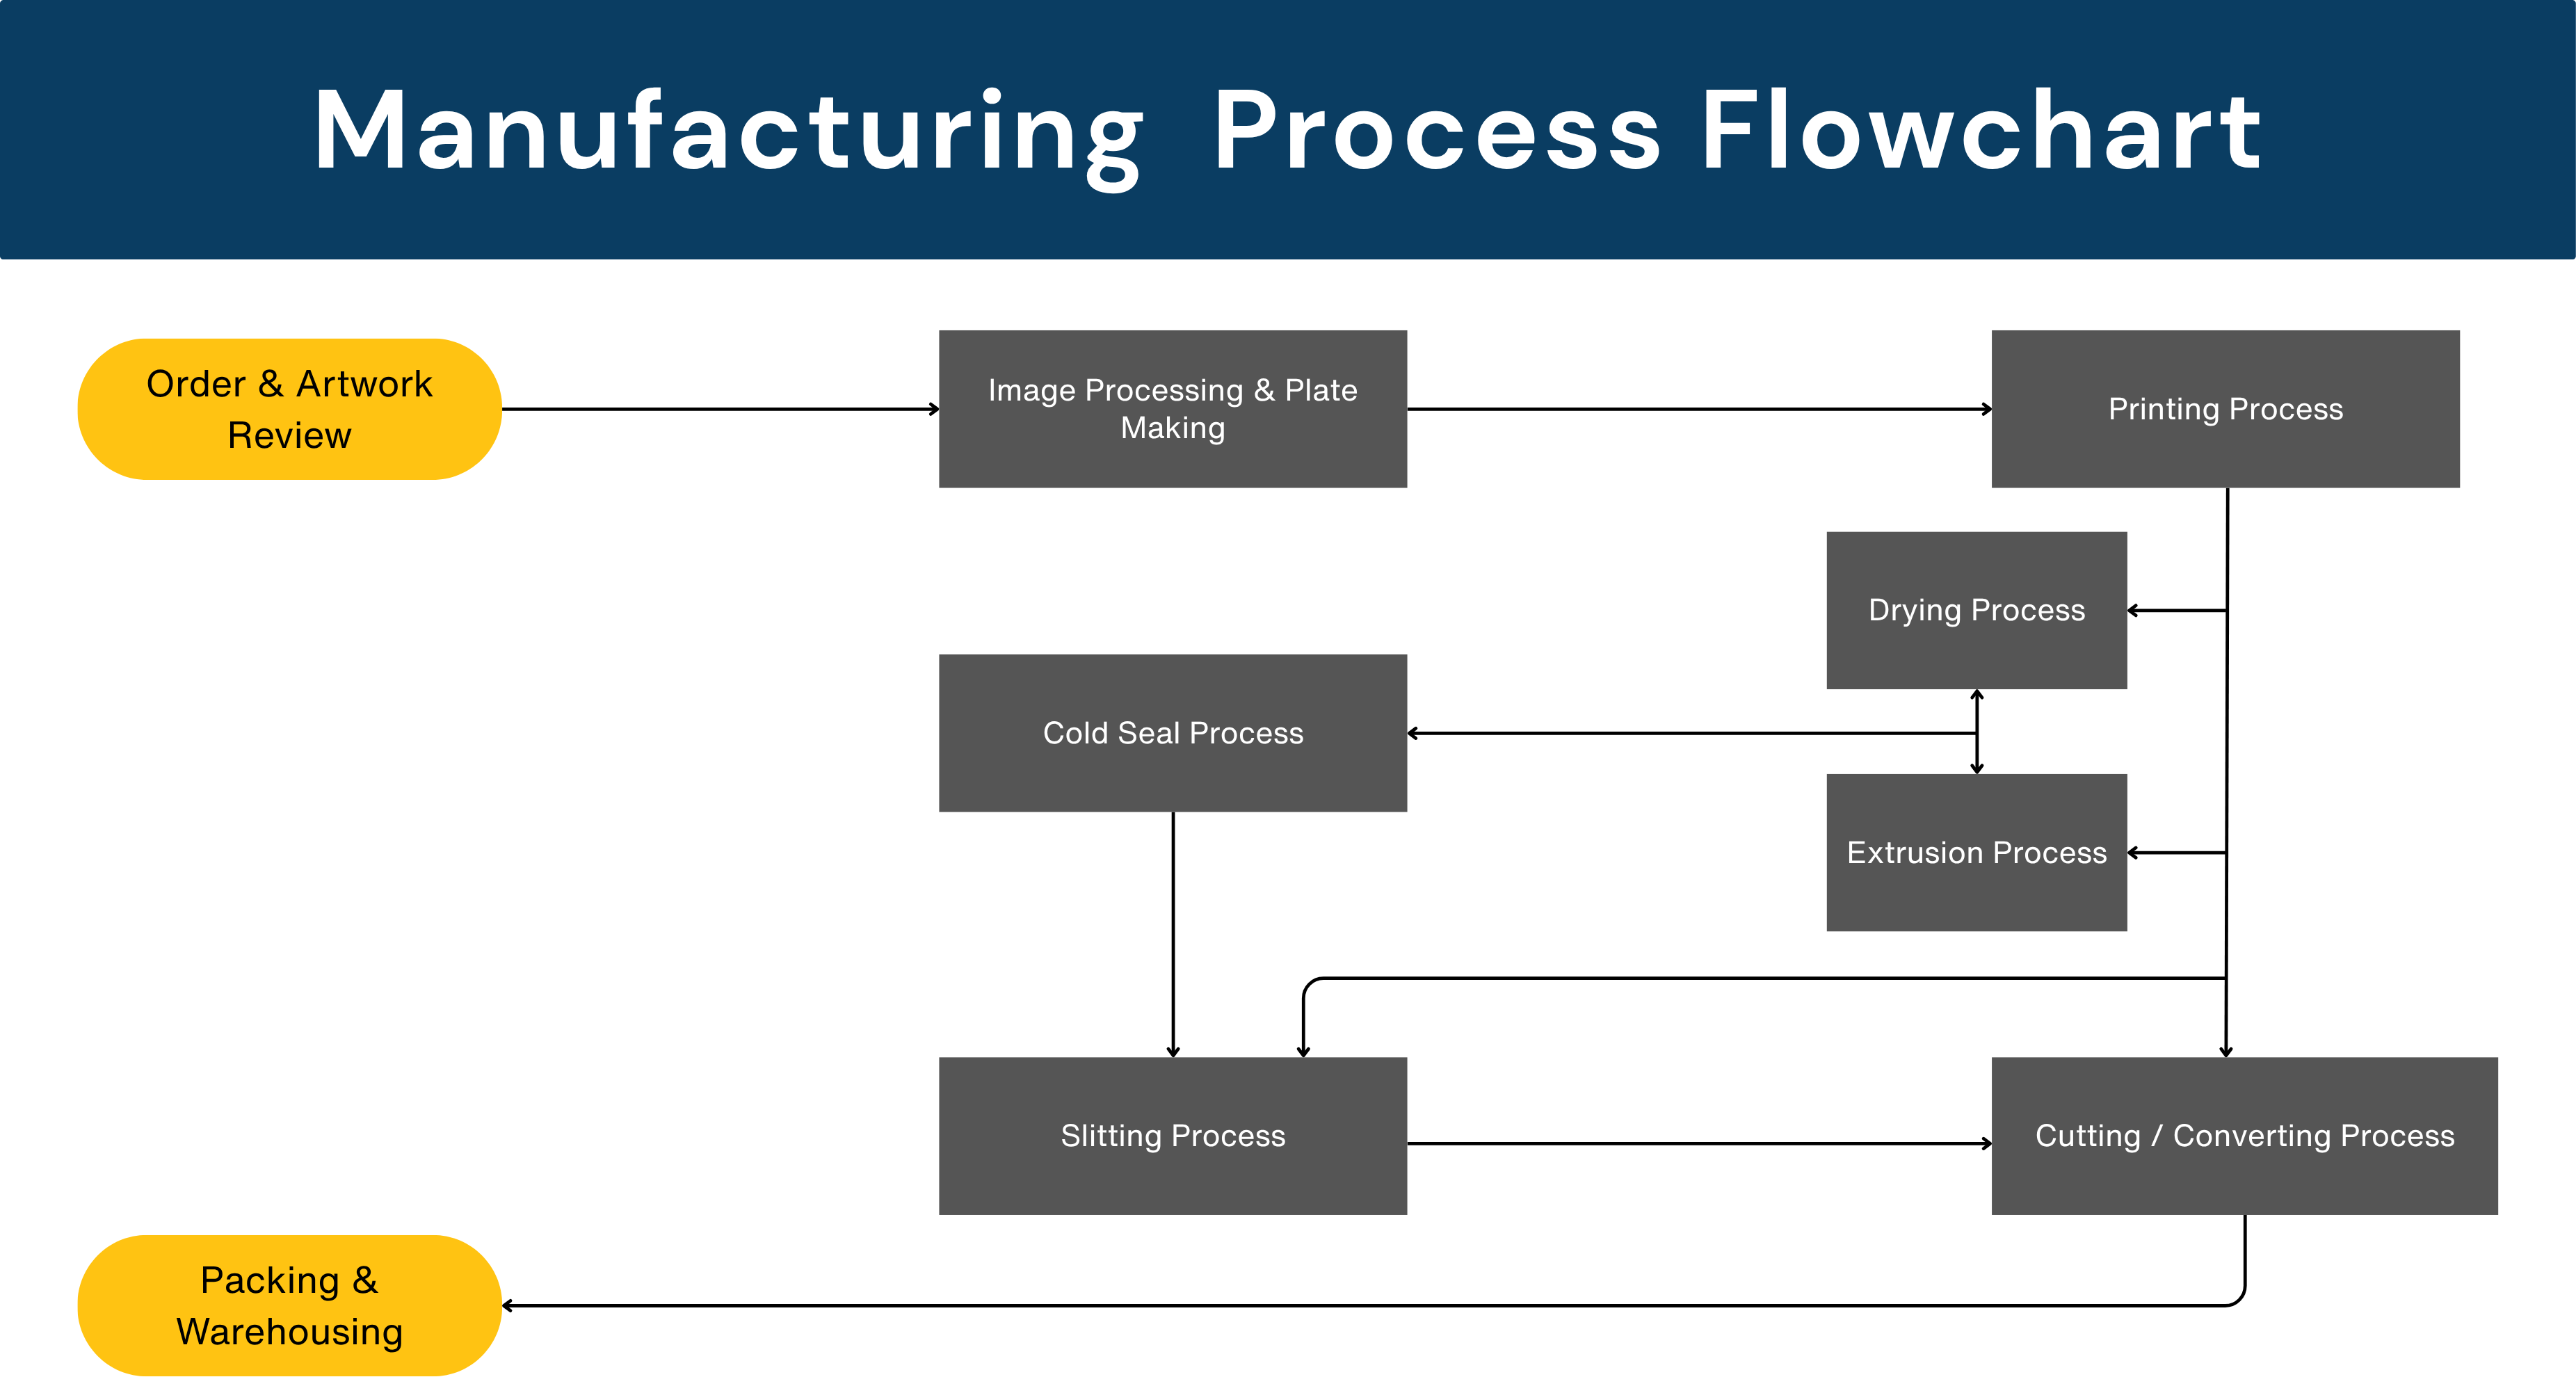 Manufacturing Process Flowchart
Order & Artwork
Review
Image Processing & Plate
Making
Printing Process
Drying Process
Cold Seal Process
Extrusion Process
Slitting Process
Cutting / Converting Process
Packing &
Warehousing